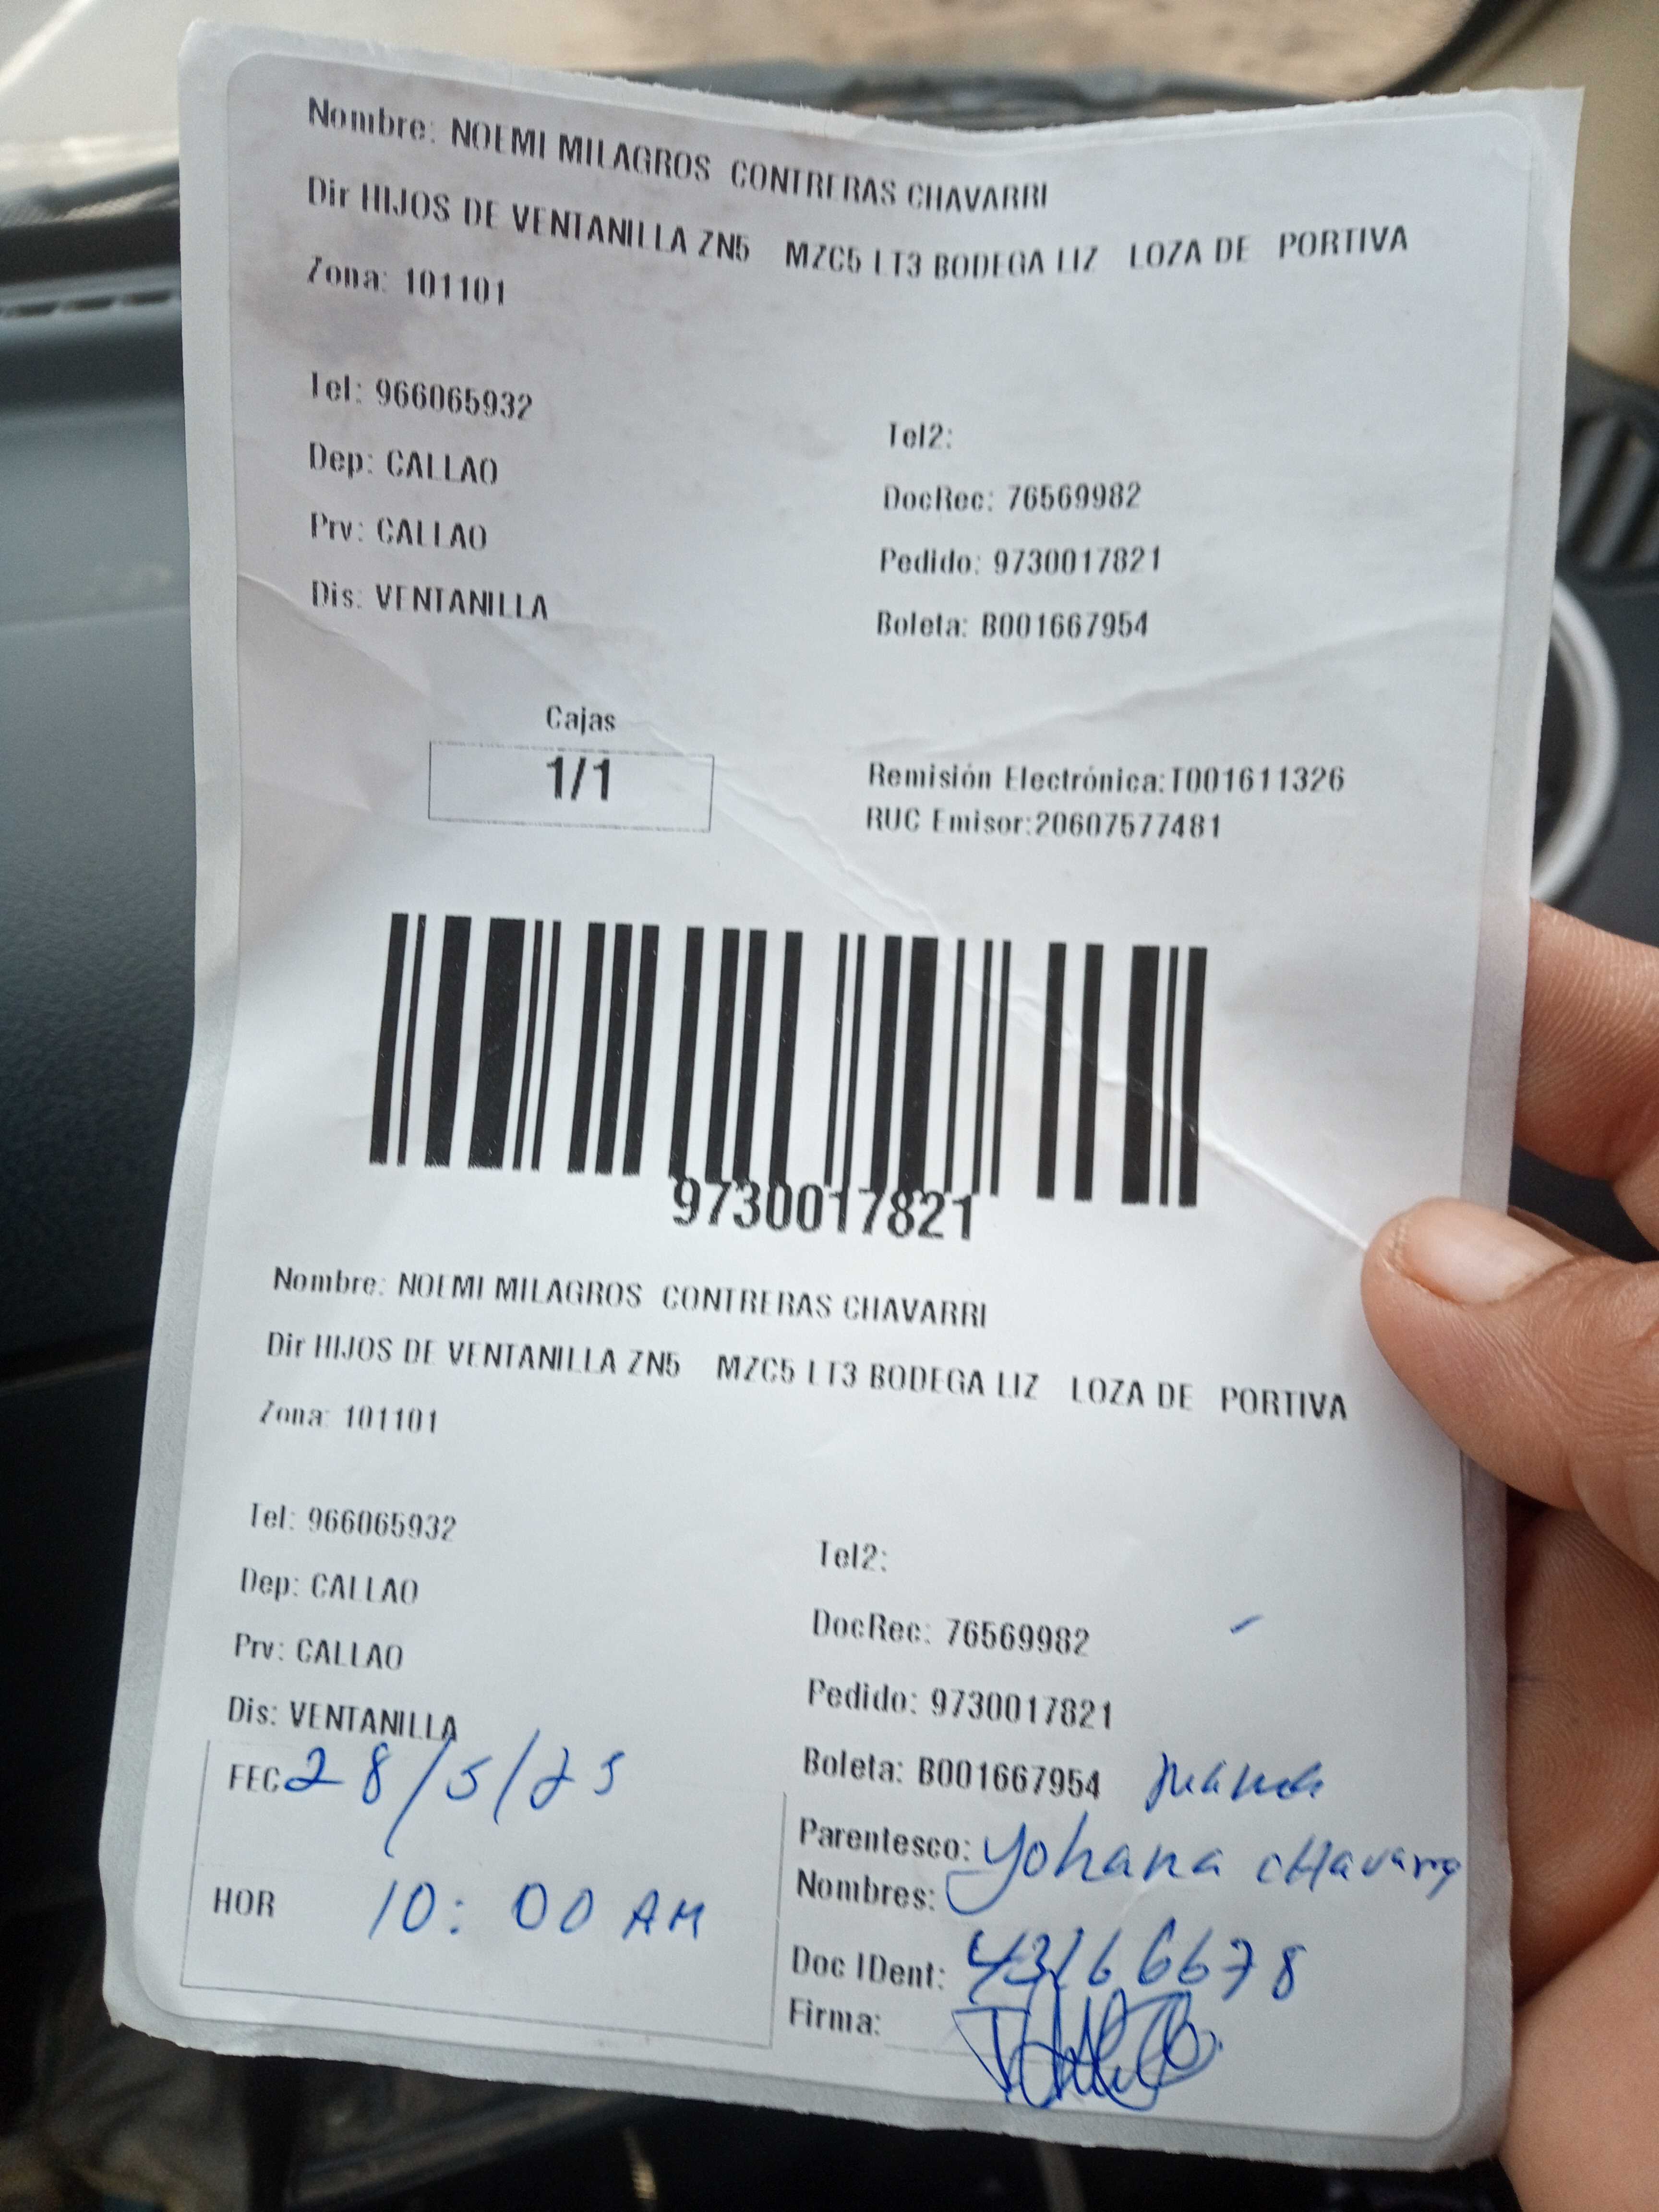 Nombre: NOEMI MILAGROS CONTRERAS CHAVARRI
Dir HIJOS DE VENTANILLA ZN5 MZC5 LT3 BODEGA LIZ LOZA DE PORTIVA
Zona: 101101
Tel: 966065932
Tel2:
Dep: CALLAO
DocRec: 76569982
Prv: CALLAO
Pedido: 9730017821
Dis: VENTANILLA
Boleta: B001667954
Cajas
1/1
Remisión Electrónica:T001611326
RUC Emisor:20607577481
9730017821
Nombre: NOEMI MILAGROS CONTRERAS CHAVARRI
Dir HIJOS DE VENTANILLA ZN5 MZC5 LT3 BODEGA LIZ LOZA DE PORTIVA
Zona: 101101
Tel: 966065932
Tel2:
Dep: CALLAO
DocRec: 76569982
Prv: CALLAO
Pedido: 9730017821
Dis: VENTANILLA
Boleta: B001667954
FEC 28/5/25
Parentesco: Yohana
Nombres:
HOR 10:00 AM
Doc IDent: 43166678
Firma: